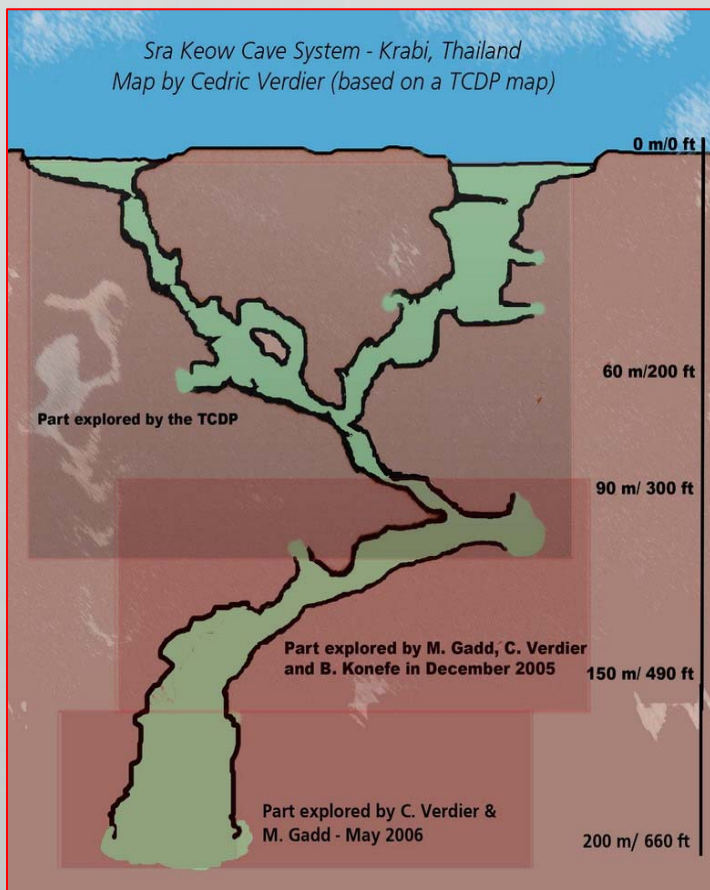 Sra Keow Cave System - Krabi, Thailand
Map by Cedric Verdier (based on a TCDP map)
0 m/0 ft
60 m/200 ft
Part explored by the TCDP
90 m/ 300 ft
Part explored by M. Gadd, C. Verdier
and B. Konefe in December 2005
150 m/ 490 ft
Part explored by C. Verdier &
M. Gadd - May 2006
200 m/ 660 ft